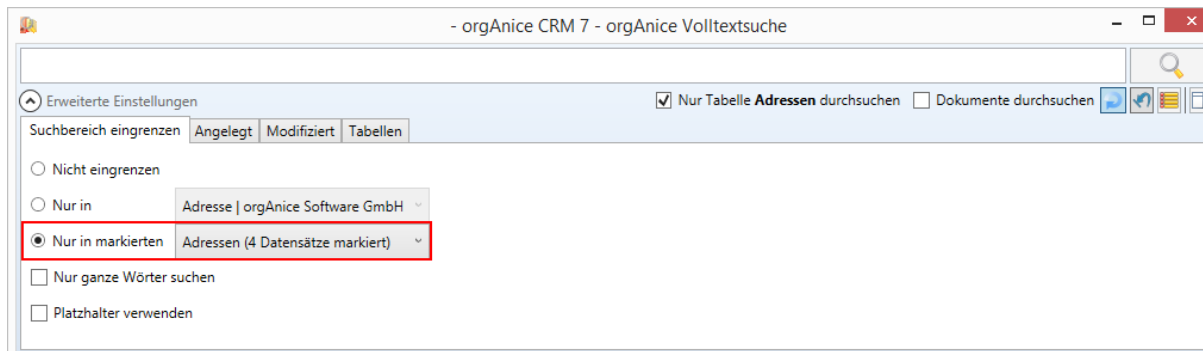 - orgAnice CRM 7 - orgAnice Volltextsuche
Erweiterte Einstellungen
Nur Tabelle Adressen durchsuchen Dokumente durchsuchen
Suchbereich eingrenzen Angelegt Modifiziert Tabellen
Nicht eingrenzen
Nur in Adresse | orgAnice Software GmbH
Nur in markierten Adressen (4 Datensätze markiert)
Nur ganze Wörter suchen
Platzhalter verwenden